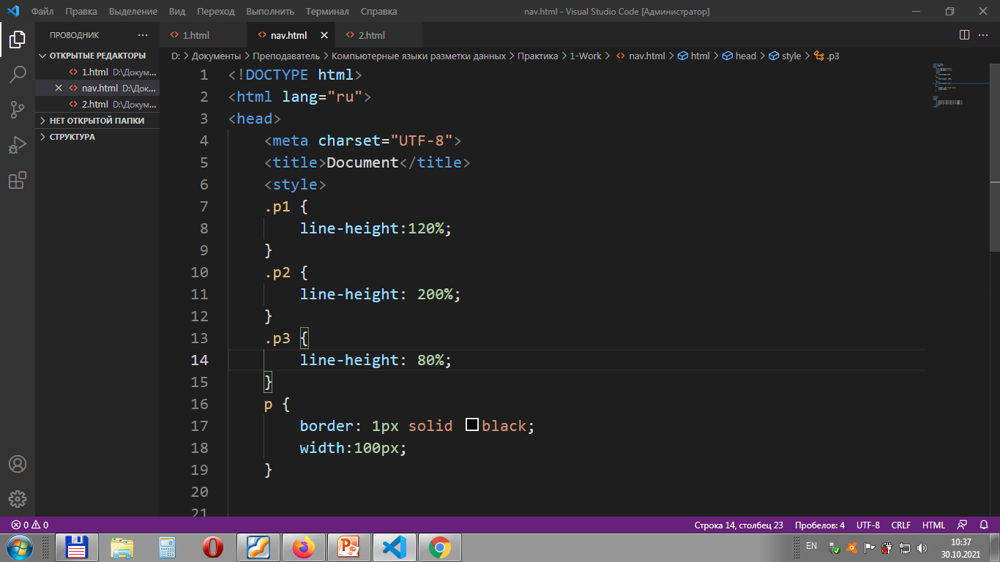 Файл Правка Выделение Вид Переход Выполнить Терминал Справка nav.html - Visual Studio Code [Администратор]
ПРОВОДНИК ···
1.html nav.html 2.html
ОТКРЫТЫЕ РЕДАКТОРЫ
1.html D:\Докум...
nav.html D:\Док...
2.html D:\Докум...
НЕТ ОТКРЫТОЙ ПАПКИ
СТРУКТУРА
D: > Документы > Преподаватель > Компьютерные языки разметки данных > Практика > 1-Work > nav.html > html > head > style > .p3
1 <!DOCTYPE html>
2 <html lang="ru">
3 <head>
4 <meta charset="UTF-8">
5 <title>Document</title>
6 <style>
7 .p1 {
8 line-height:120%;
9 }
10 .p2 {
11 line-height: 200%;
12 }
13 .p3 {
14 line-height: 80%;
15 }
16 p {
17 border: 1px solid black;
18 width:100px;
19 }
20
21
0 0 Строка 14, столбец 23 Пробелов: 4 UTF-8 CRLF HTML
EN 10:37
30.10.2021